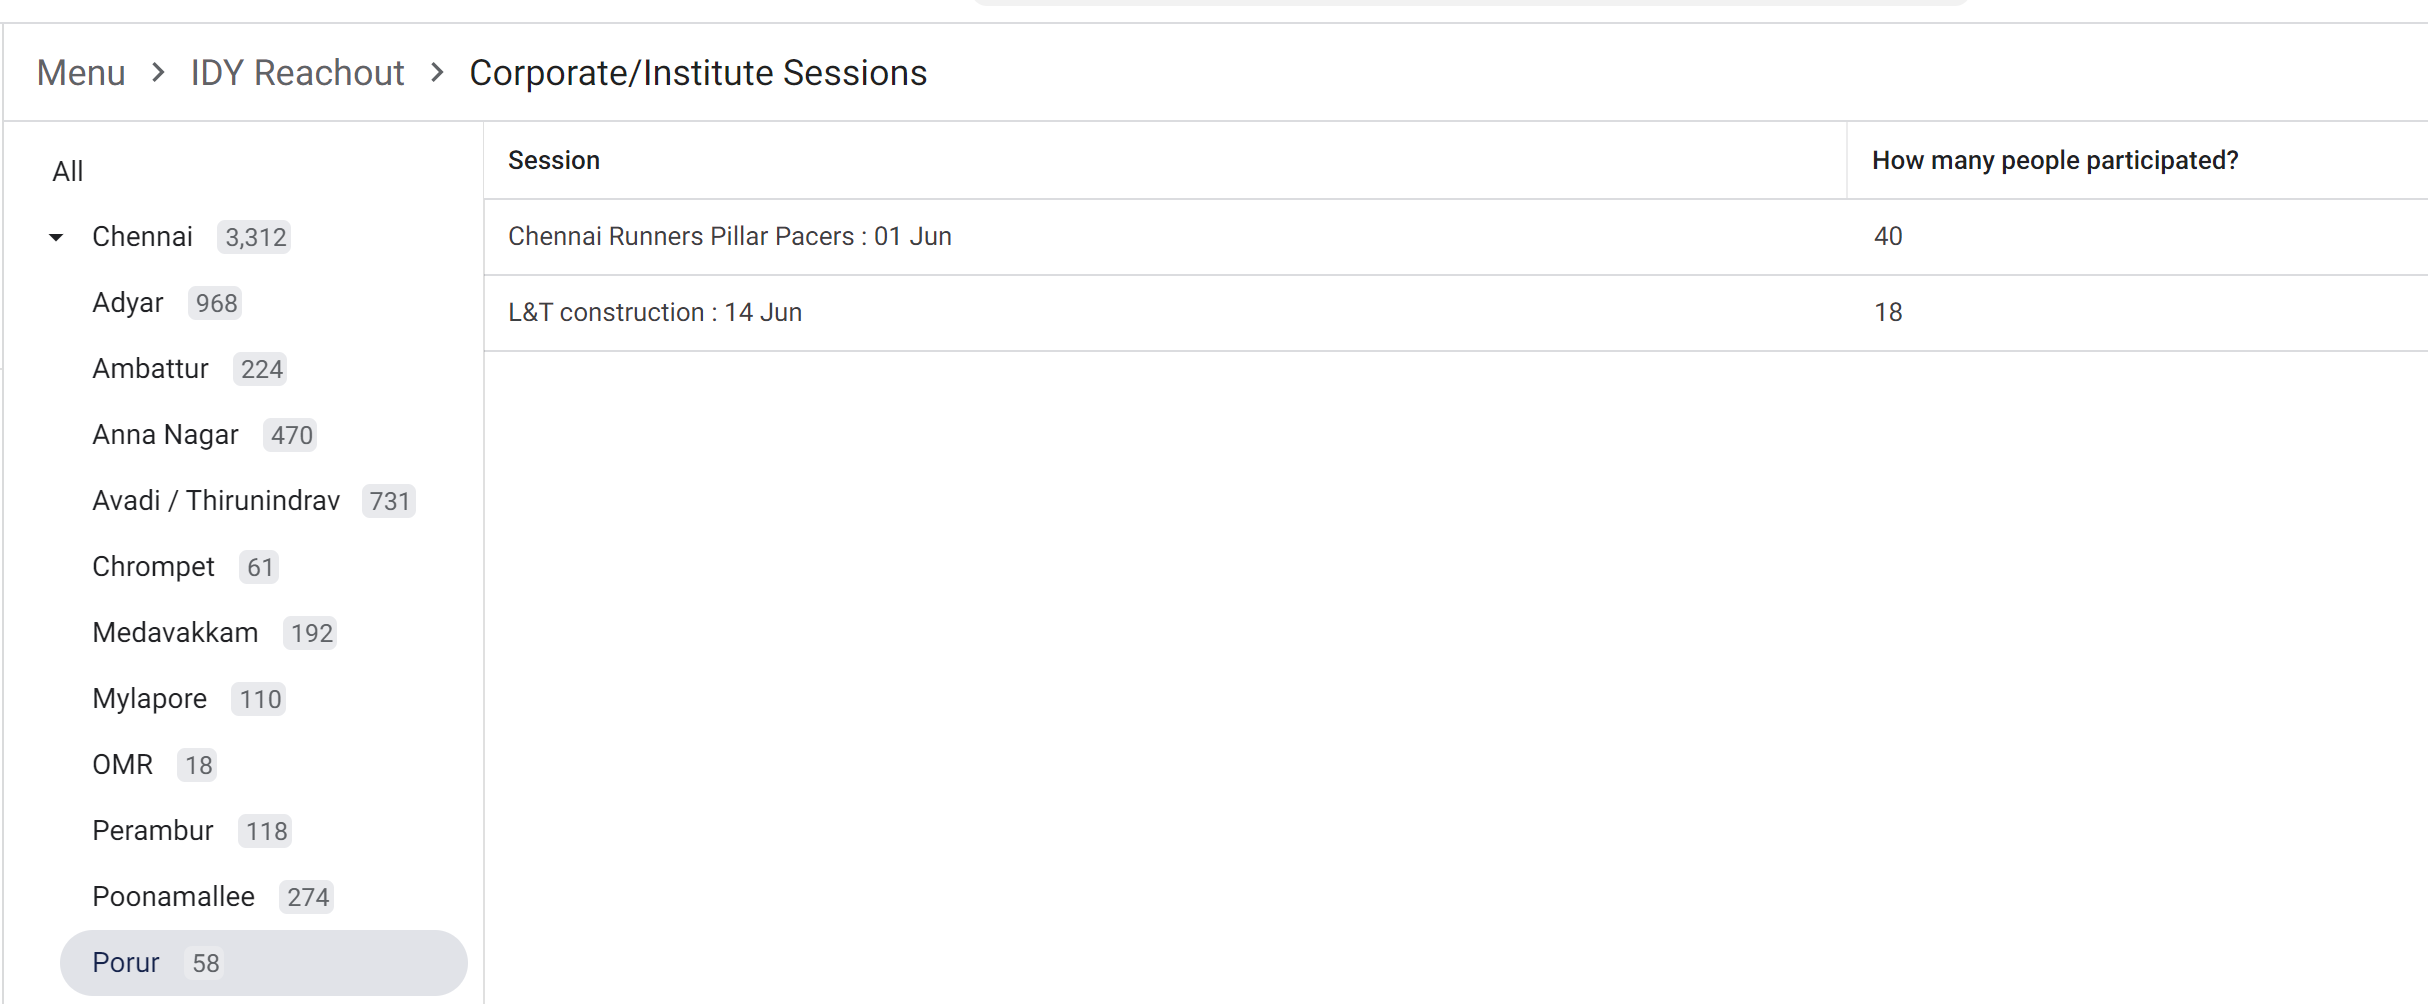 Menu > IDY Reachout > Corporate/Institute Sessions
All
Chennai 3,312
Adyar 968
Ambattur 224
Anna Nagar 470
Avadi / Thirunindrav 731
Chrompet 61
Medavakkam 192
Mylapore 110
OMR 18
Perambur 118
Poonamallee 274
Porur 58
Session How many people participated?
Chennai Runners Pillar Pacers : 01 Jun 40
L&T construction : 14 Jun 18